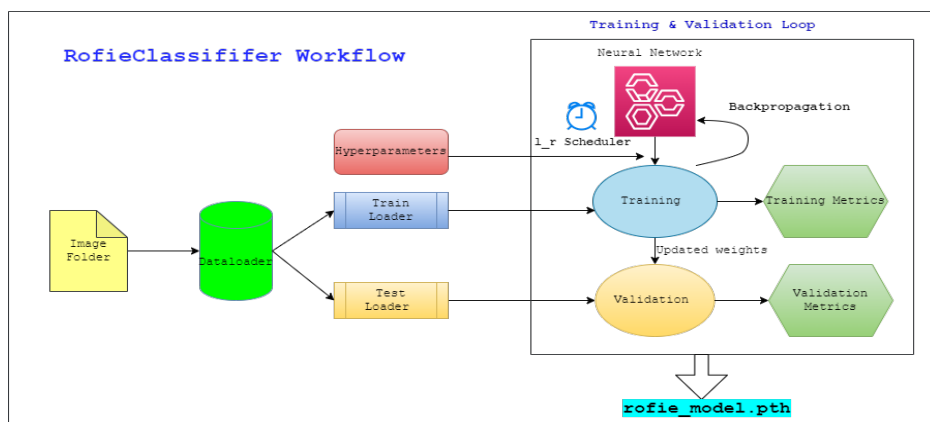 Training & Validation Loop
RofieClassififer Workflow
Neural Network
Backpropagation
l_r Scheduler
Hyperparameters
Train
Loader
Training
Training Metrics
Image
Folder
Dataloader
Updated weights
Test
Loader
Validation
Validation
Metrics
rofie_model.pth